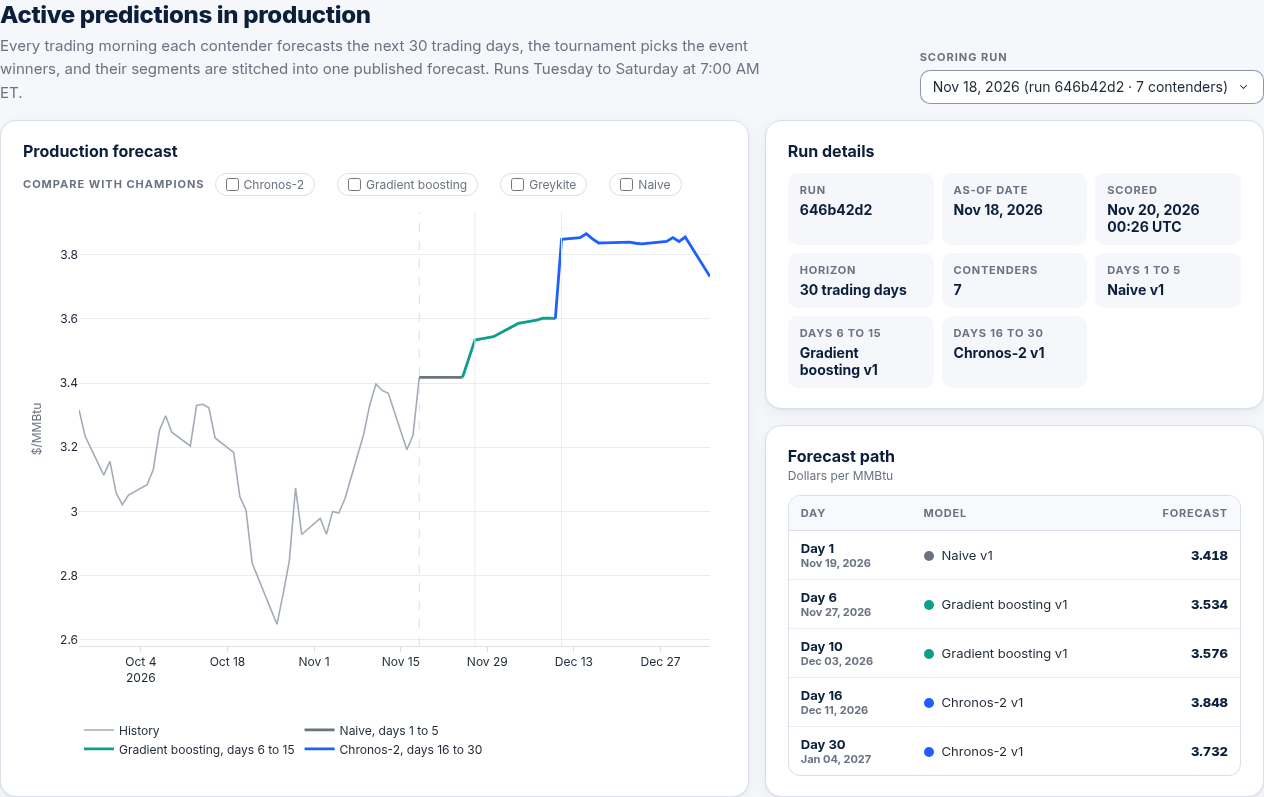 Active predictions in production
Every trading morning each contender forecasts the next 30 trading days, the tournament picks the event
winners, and their segments are stitched into one published forecast. Runs Tuesday to Saturday at 7:00 AM
ET.
SCORING RUN
Nov 18, 2026 (run 646b42d2 · 7 contenders)
Production forecast
COMPARE WITH CHAMPIONS
Chronos-2
Gradient boosting
Greykite
Naive
$/MMBtu
3.8
3.6
3.4
3.2
3
2.8
2.6
Oct 4
2026
Oct 18
Nov 1
Nov 15
Nov 29
Dec 13
Dec 27
History
Naive, days 1 to 5
Gradient boosting, days 6 to 15
Chronos-2, days 16 to 30
Run details
RUN
646b42d2
AS-OF DATE
Nov 18, 2026
SCORED
Nov 20, 2026
00:26 UTC
HORIZON
30 trading days
CONTENDERS
7
DAYS 1 TO 5
Naive v1
DAYS 6 TO 15
Gradient
boosting v1
DAYS 16 TO 30
Chronos-2 v1
Forecast path
Dollars per MMBtu
DAY MODEL FORECAST
Day 1
Nov 19, 2026
Naive v1
3.418
Day 6
Nov 27, 2026
Gradient boosting v1
3.534
Day 10
Dec 03, 2026
Gradient boosting v1
3.576
Day 16
Dec 11, 2026
Chronos-2 v1
3.848
Day 30
Jan 04, 2027
Chronos-2 v1
3.732